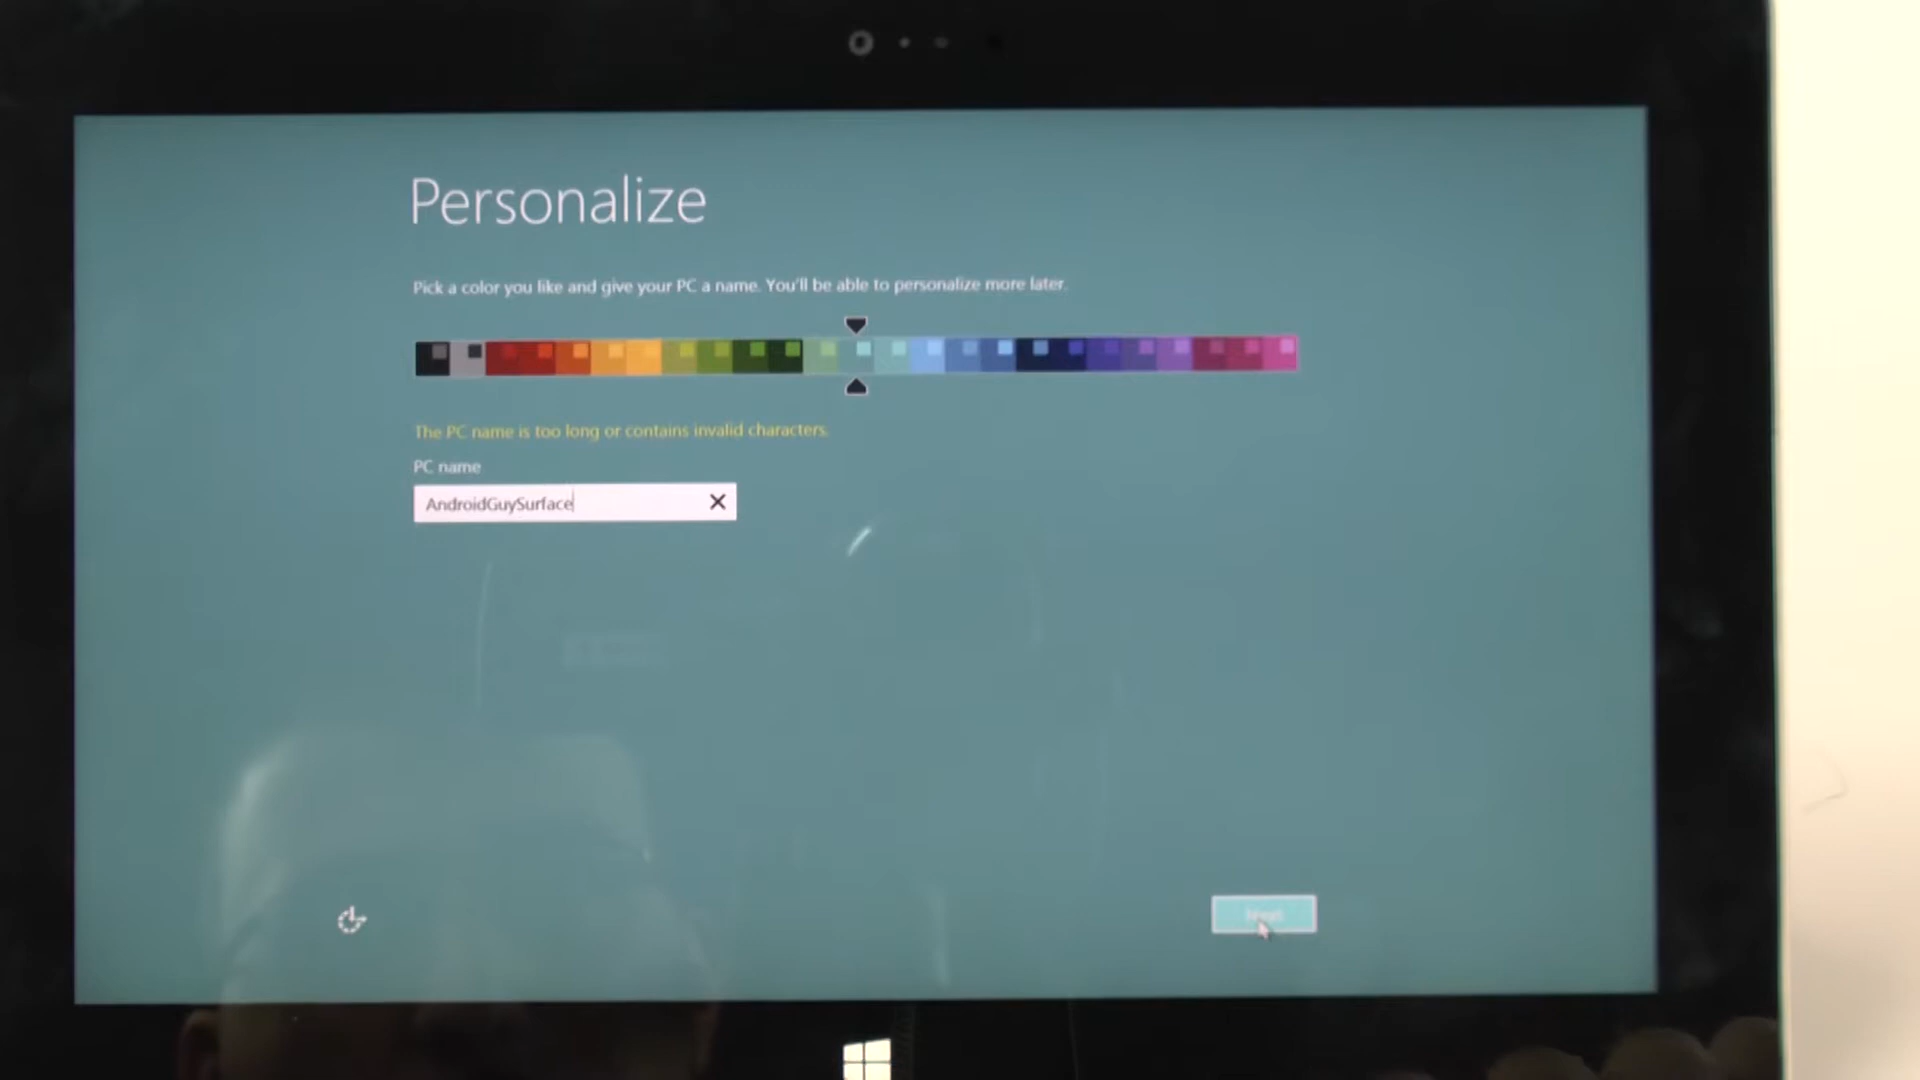 Personalize
Pick a color you like and give your PC a name. You'll be able to personalize more later.
The PC name is too long or contains invalid characters.
PC name
AndroidGuySurface
Next